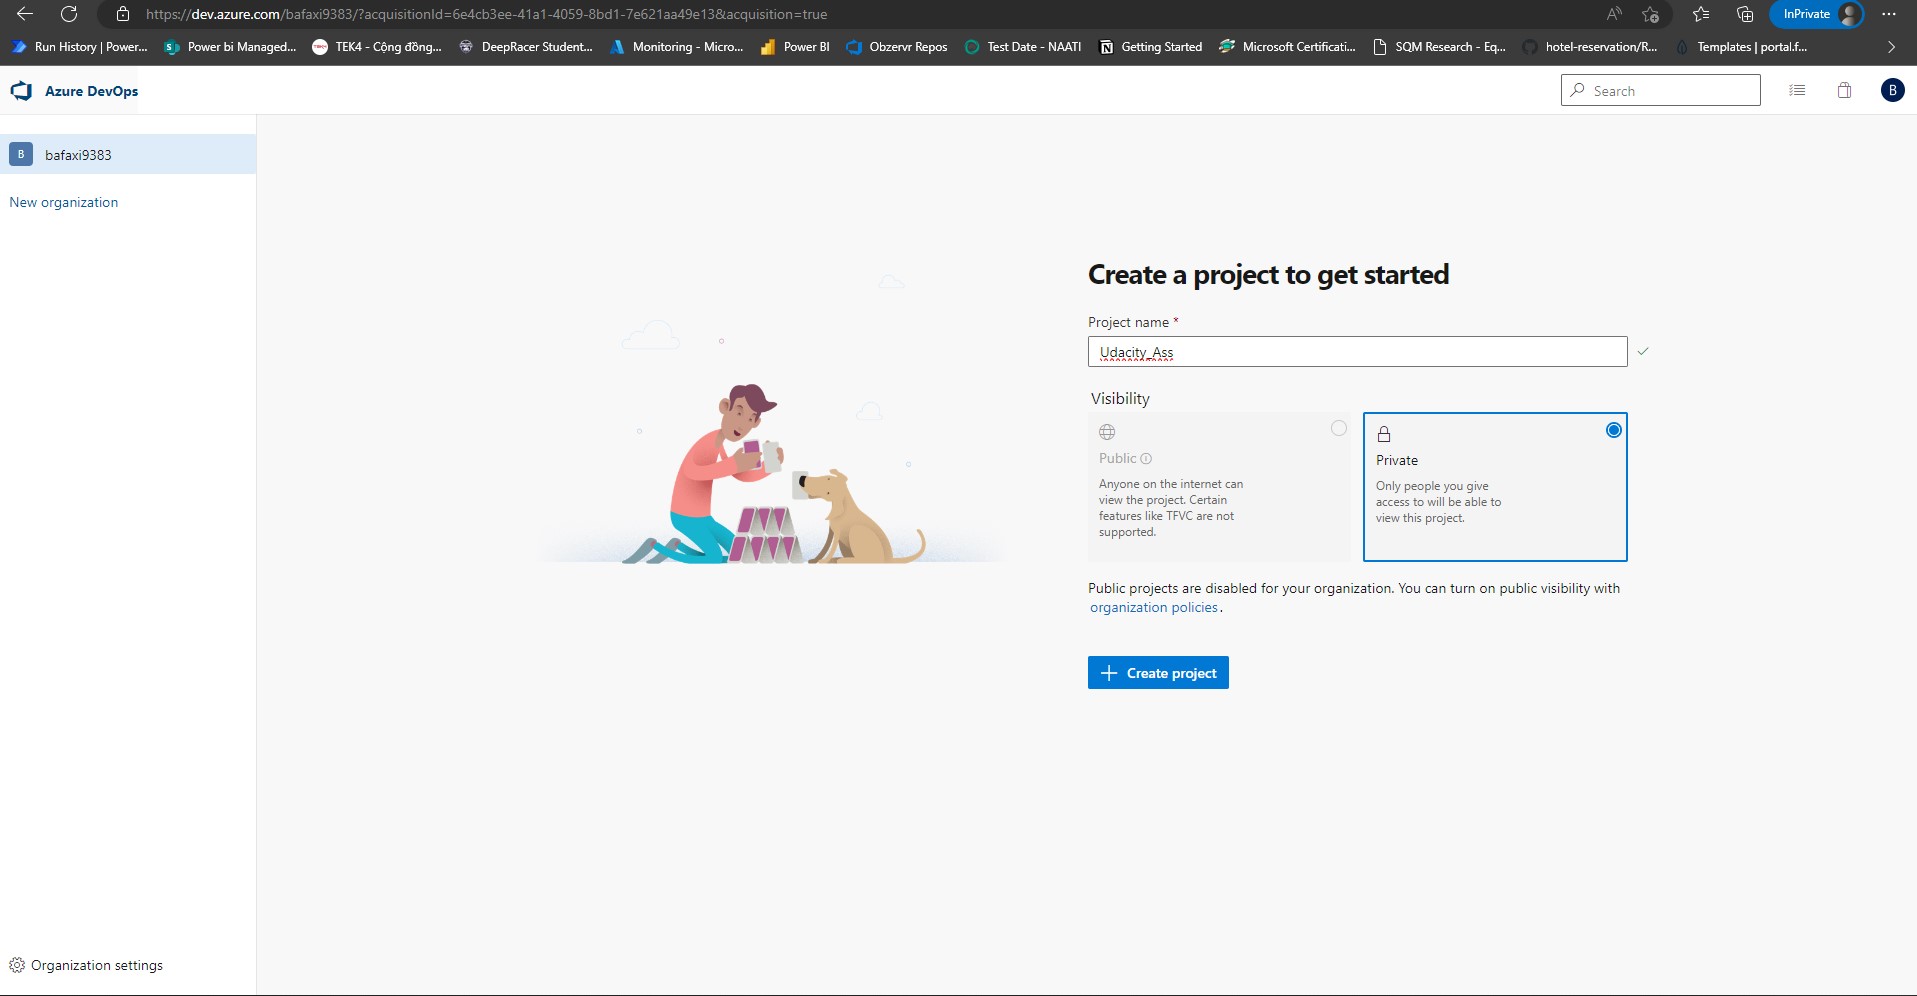 https://dev.azure.com/bafaxi9383/?acquisitionId=6e4cb3ee-41a1-4059-8bd1-7e621aa49e13&acquisition=true
InPrivate
Run History | Power...
Power bi Managed...
TEK4 - Cộng đồng...
DeepRacer Student...
Monitoring - Micro...
Power BI
Obzervr Repos
Test Date - NAATI
Getting Started
Microsoft Certificati...
SQM Research - Eq...
hotel-reservation/R...
Templates | portal.f...
Azure DevOps
Search
B
B
bafaxi9383
New organization
Create a project to get started
Project name *
Udacity_Ass
Visibility
Public
Anyone on the internet can
view the project. Certain
features like TFVC are not
supported.
Private
Only people you give
access to will be able to
view this project.
Public projects are disabled for your organization. You can turn on public visibility with
organization policies.
Create project
Organization settings